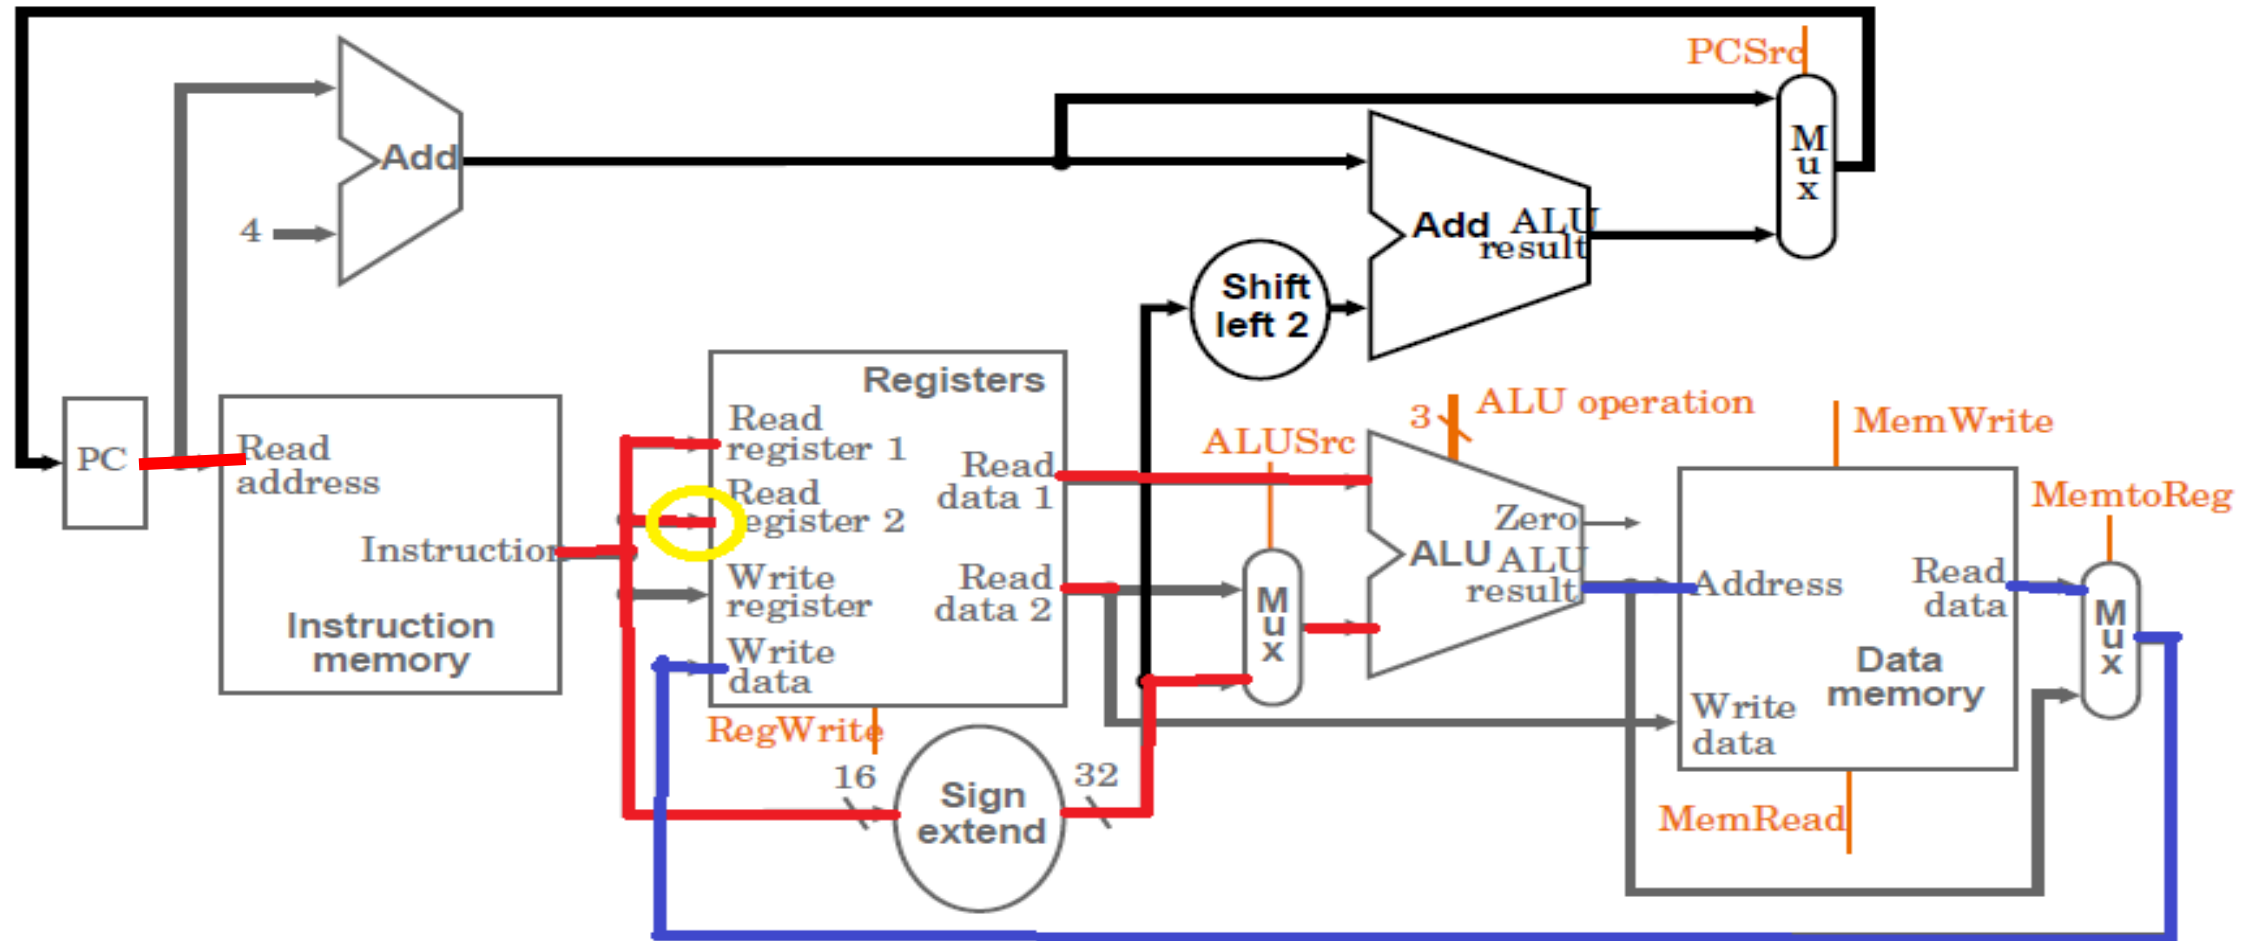 PCSrc
M
u
x
Add
4
Add ALU
result
Shift
left 2
PC
Read
address
Instruction
Instruction
memory
Registers
Read
register 1
Read
register 2
Write
register
Write
data
Read
data 1
Read
data 2
RegWrite
16
Sign
extend
32
ALUSrc
M
u
x
3
ALU operation
Zero
ALU ALU
result
MemWrite
Address
Read
data
Write
data
Data
memory
MemRead
MemtoReg
M
u
x